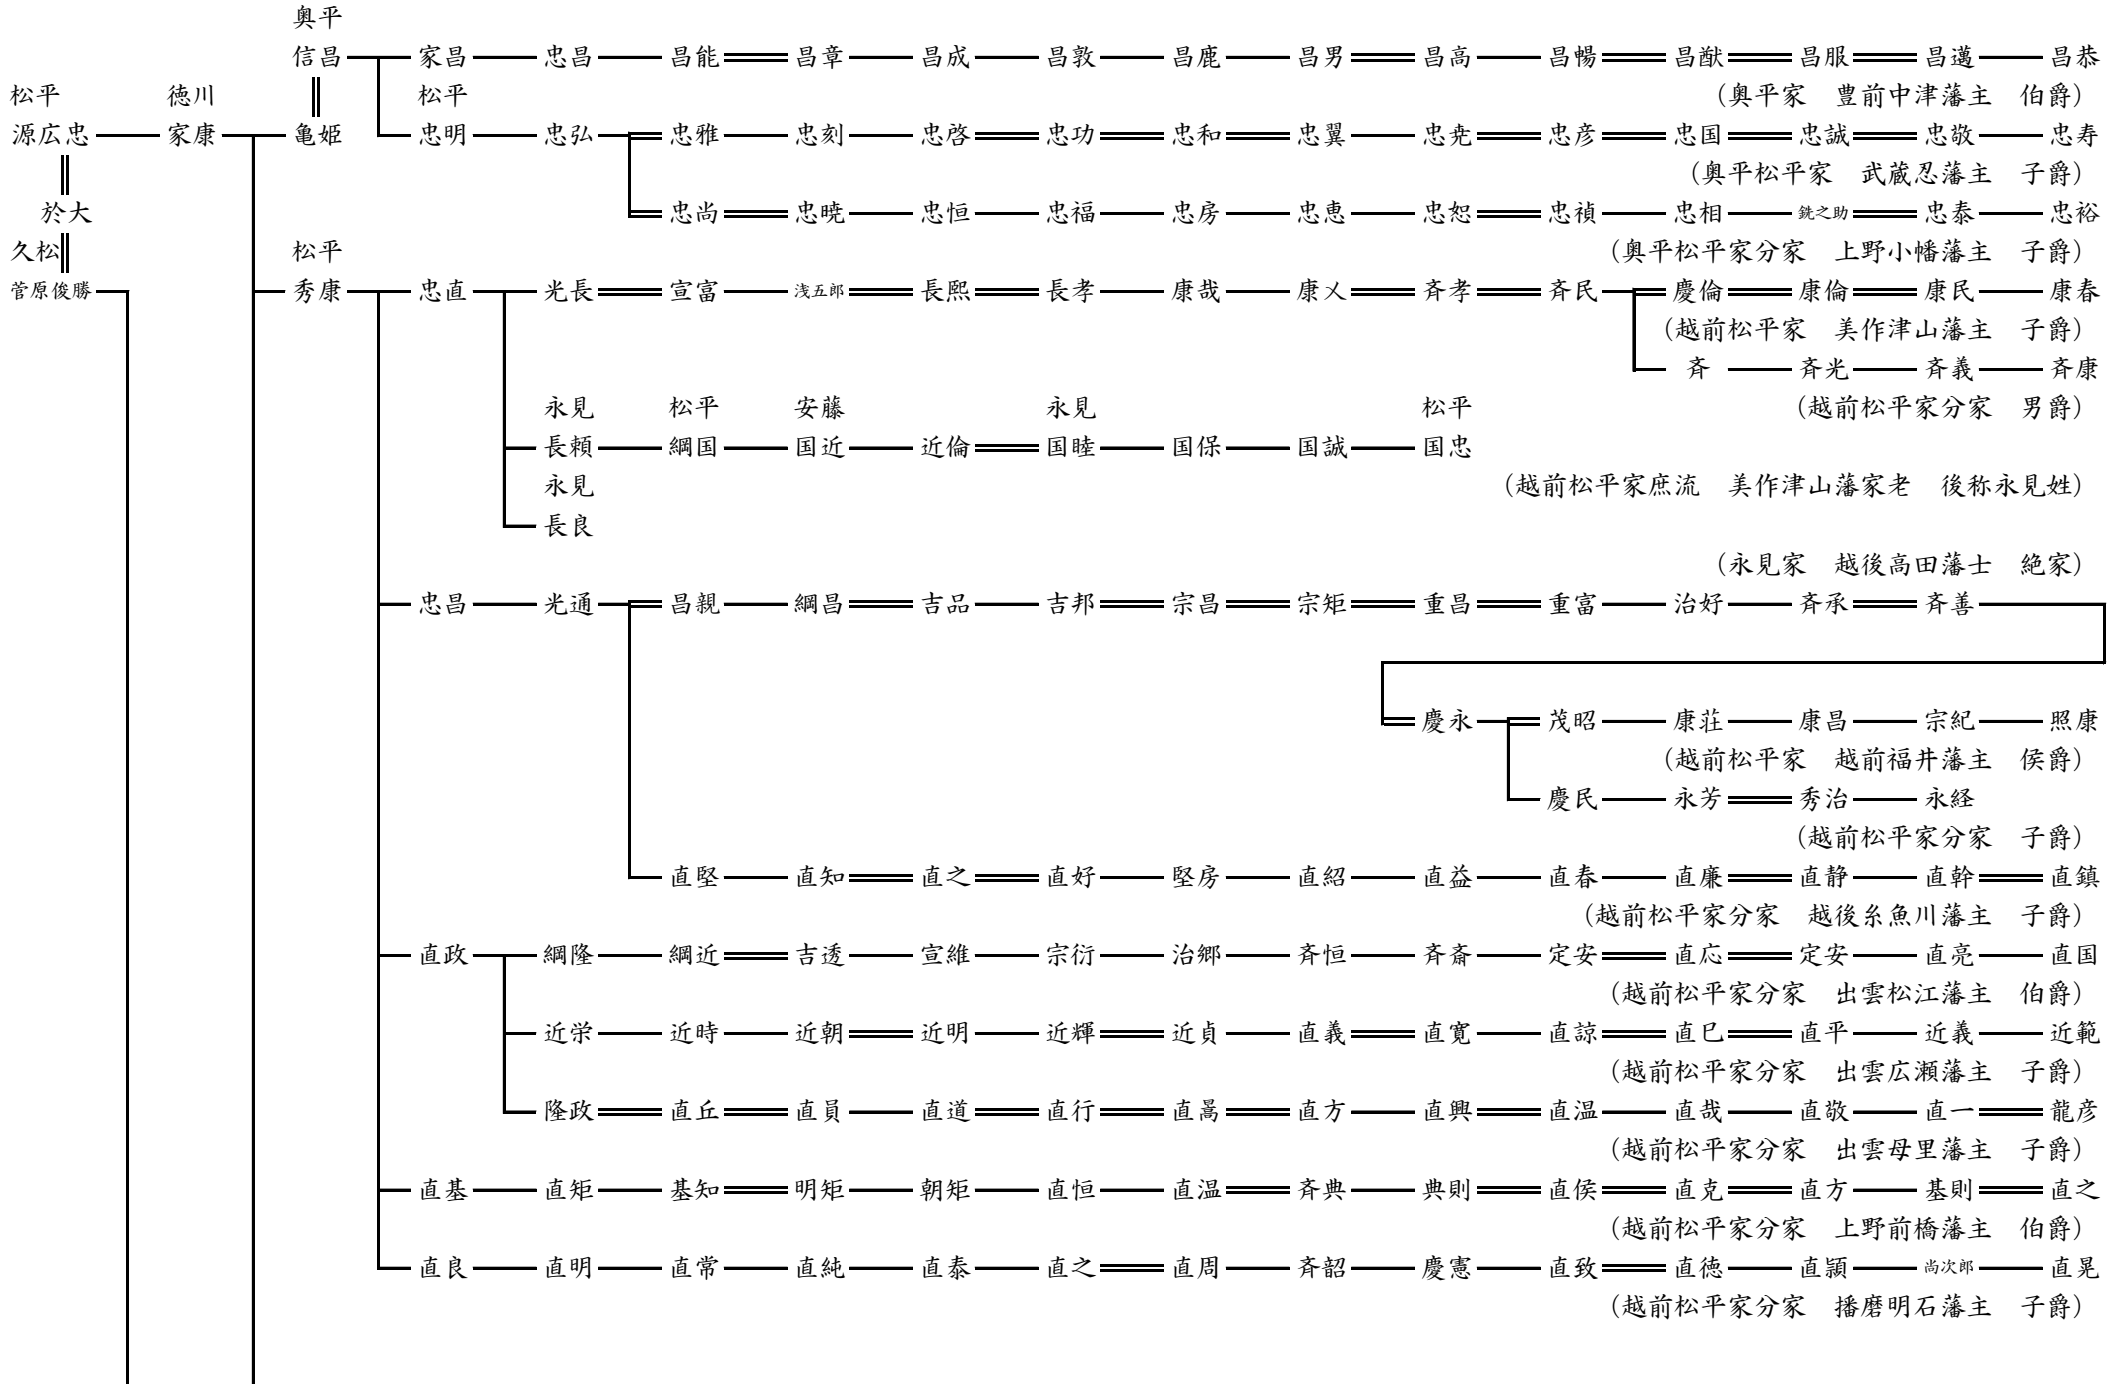 奥平
信昌 家昌 忠昌 昌能 昌章 昌成 昌敦 昌鹿 昌男 昌高 昌暢 昌猷 昌服 昌邁 昌恭
松平 徳川 松平 (奥平家 豊前中津藩主 伯爵)
源広忠 家康 亀姫 忠明 忠弘 忠雅 忠刻 忠啓 忠功 忠和 忠翼 忠尭 忠彦 忠国 忠誠 忠敬 忠寿
(奥平松平家 武蔵忍藩主 子爵)
於大 忠尚 忠暁 忠恒 忠福 忠房 忠恵 忠恕 忠禎 忠相 銑之助 忠泰 忠裕
久松 松平 (奥平松平家分家 上野小幡藩主 子爵)
菅原俊勝 秀康 忠直 光長 宣富 浅五郎 長熙 長孝 康哉 康乂 斉孝 斉民 慶倫 康倫 康民 康春
(越前松平家 美作津山藩主 子爵)
斉 斉光 斉義 斉康
永見 松平 安藤 永見 松平 (越前松平家分家 男爵)
長頼 綱国 国近 近倫 国睦 国保 国誠 国忠
永見 (越前松平家庶流 美作津山藩家老 後称永見姓)
長良
(永見家 越後高田藩士 絶家)
忠昌 光通 昌親 綱昌 吉品 吉邦 宗昌 宗矩 重昌 重富 治好 斉承 斉善
慶永 茂昭 康荘 康昌 宗紀 照康
(越前松平家 越前福井藩主 侯爵)
慶民 永芳 秀治 永経
(越前松平家分家 子爵)
直堅 直知 直之 直好 堅房 直紹 直益 直春 直廉 直静 直幹 直鎮
(越前松平家分家 越後糸魚川藩主 子爵)
直政 綱隆 綱近 吉透 宣維 宗衍 治郷 斉恒 斉斎 定安 直応 定安 直亮 直国
(越前松平家分家 出雲松江藩主 伯爵)
近栄 近時 近朝 近明 近輝 近貞 直義 直寛 直諒 直巳 直平 近義 近範
(越前松平家分家 出雲広瀬藩主 子爵)
隆政 直丘 直員 直道 直行 直暠 直方 直興 直温 直哉 直敬 直一 龍彦
(越前松平家分家 出雲母里藩主 子爵)
直基 直矩 基知 明矩 朝矩 直恒 直温 斉典 典則 直侯 直克 直方 基則 直之
(越前松平家分家 上野前橋藩主 伯爵)
直良 直明 直常 直純 直泰 直之 直周 斉韶 慶憲 直致 直徳 直頴 尚次郎 直晃
(越前松平家分家 播磨明石藩主 子爵)